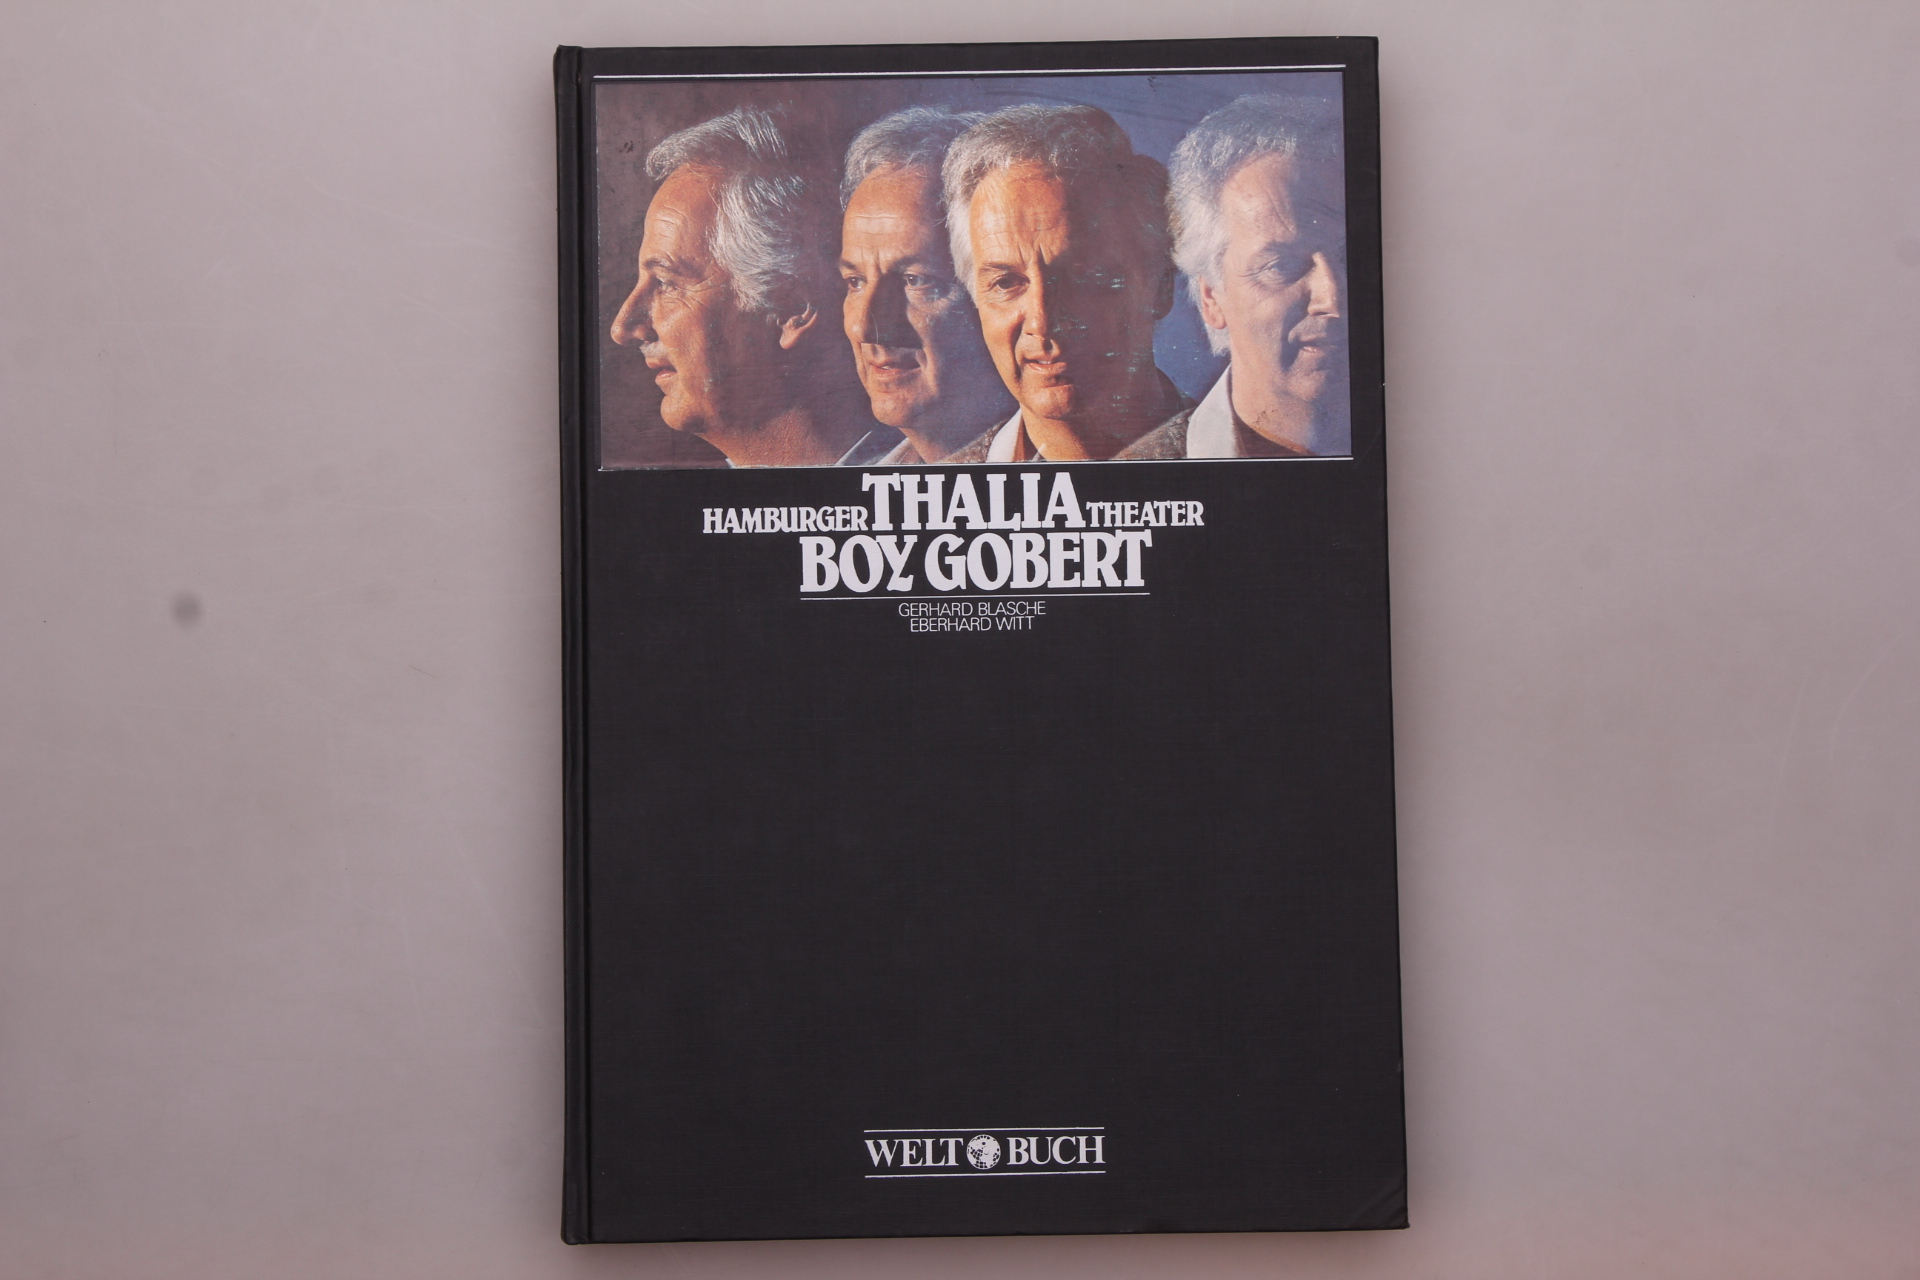 HAMBURGER THALIA THEATER
BOY GOBERT
GERHARD BLASCHE
EBERHARD WITT
WELT BUCH